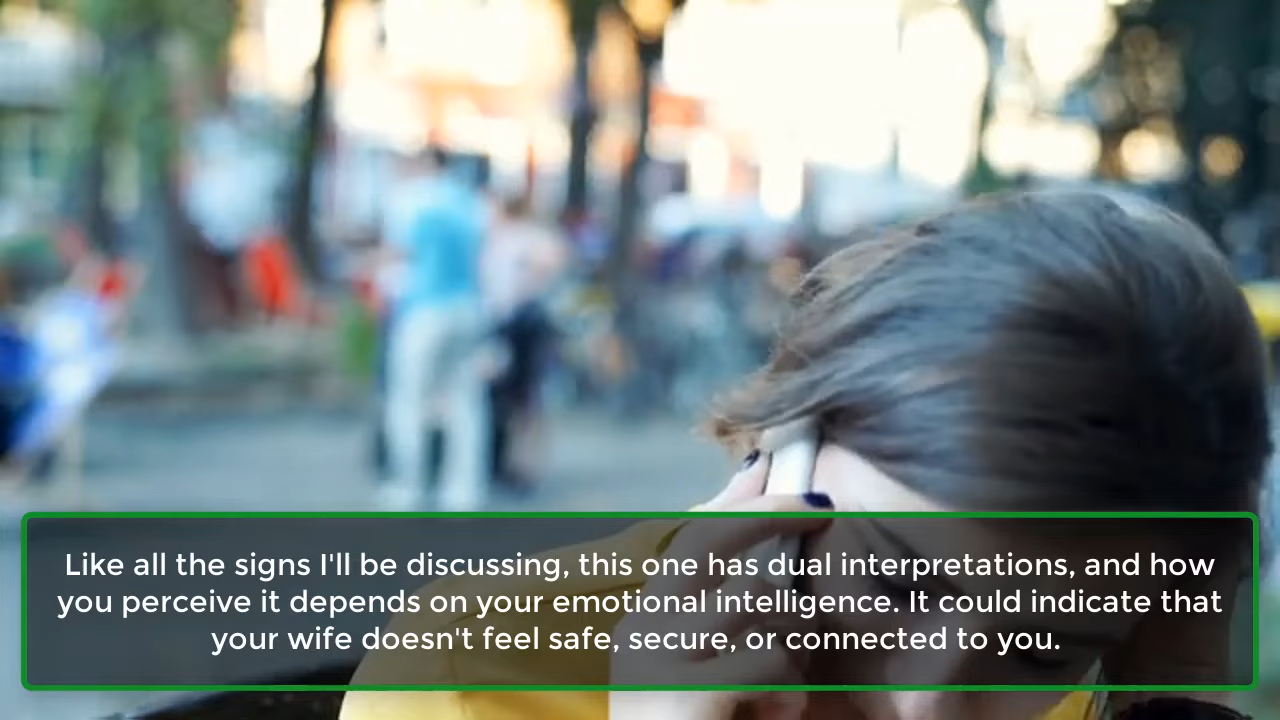 Like all the signs I'll be discussing, this one has dual interpretations, and how
you perceive it depends on your emotional intelligence. It could indicate that
your wife doesn't feel safe, secure, or connected to you.